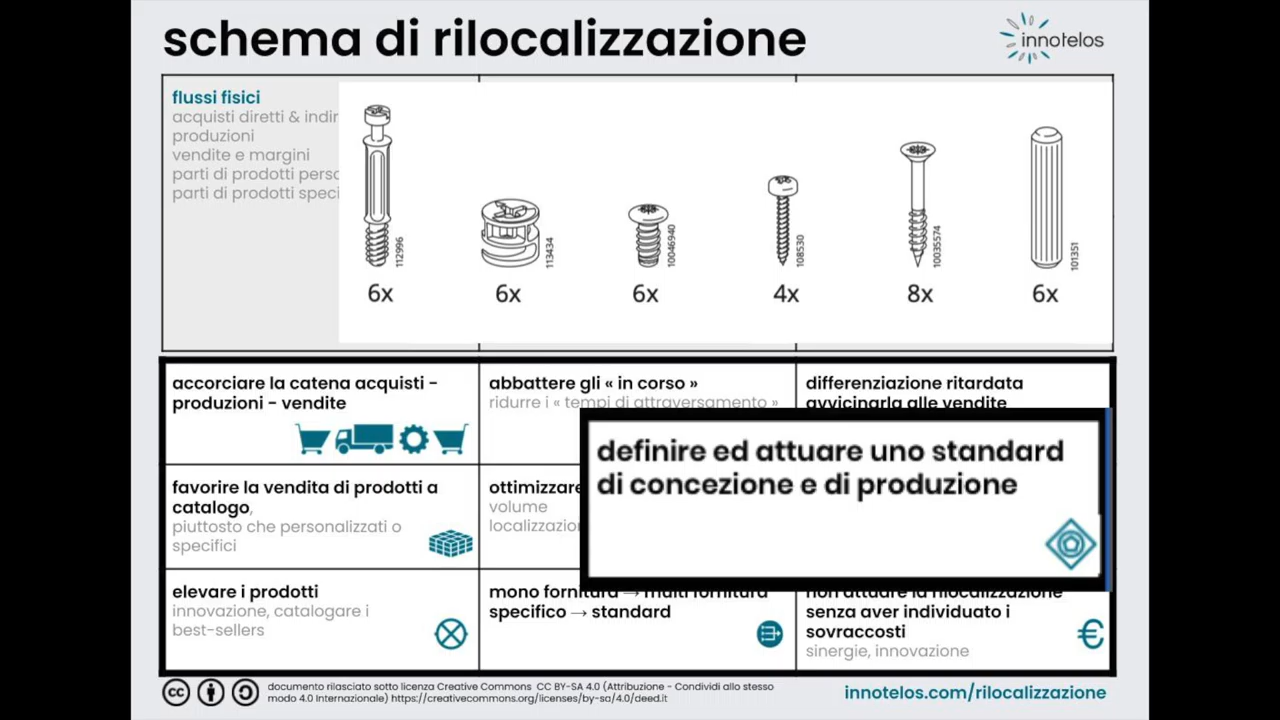 schema di rilocalizzazione
innotelos
flussi fisici
acquisti diretti &
produzioni
vendite e margini
parti di prodotti
parti di prodotti
112996
113434
10046940
108530
10035574
101351
6x
6x
6x
4x
8x
6x
accorciare la catena acquisti -
produzioni - vendite
abbattere gli « in corso »
ridurre i « tempi di attraversamento »
differenziazione ritardata
avvicinarla alle vendite
definire ed attuare uno standard
di concezione e di produzione
favorire la vendita di prodotti a
catalogo,
piuttosto che personalizzati o
specifici
ottimizzare
volume
elevare i prodotti
innovazione, catalogare i
best-sellers
mono fornitura → multi fornitura
specifico → standard
non attuare la rilocalizzazione
senza aver individuato i
sovraccosti
sinergie, innovazione
€
cc
documento rilasciato sotto licenza Creative Commons CC BY-SA 4.0 (Attribuzione - Condividi allo stesso
modo 4.0 Internazionale) https://creativecommons.org/licenses/by-sa/4.0/deed.it
innotelos.com/rilocalizzazione